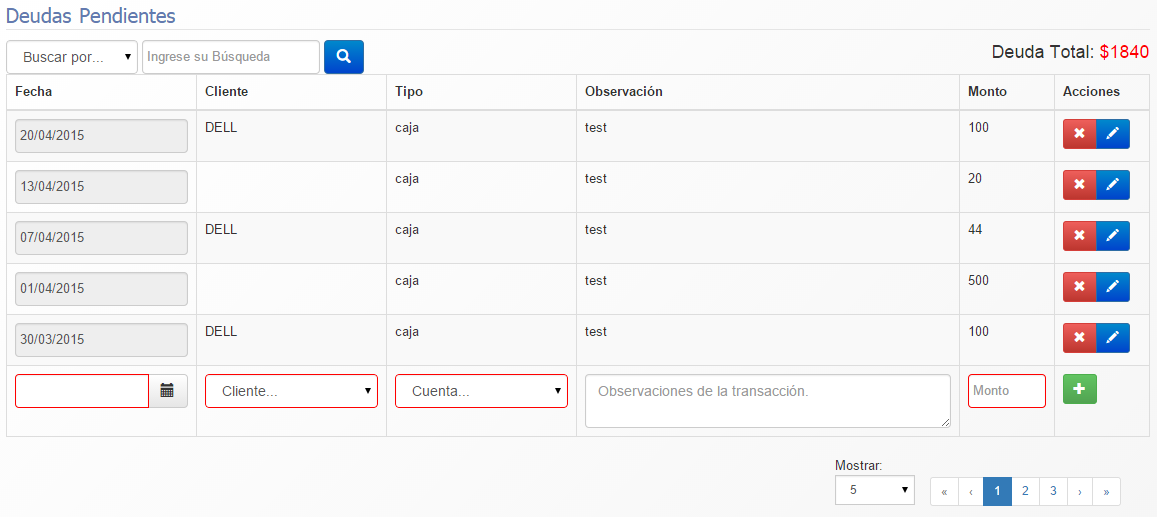 Deudas Pendientes
Buscar por... Ingrese su Búsqueda Deuda Total: $1840
Fecha Cliente Tipo Observación Monto Acciones
20/04/2015 DELL caja test 100
13/04/2015 caja test 20
07/04/2015 DELL caja test 44
01/04/2015 caja test 500
30/03/2015 DELL caja test 100
Cliente... Cuenta... Observaciones de la transacción. Monto
Mostrar:
5 « ‹ 1 2 3 › »